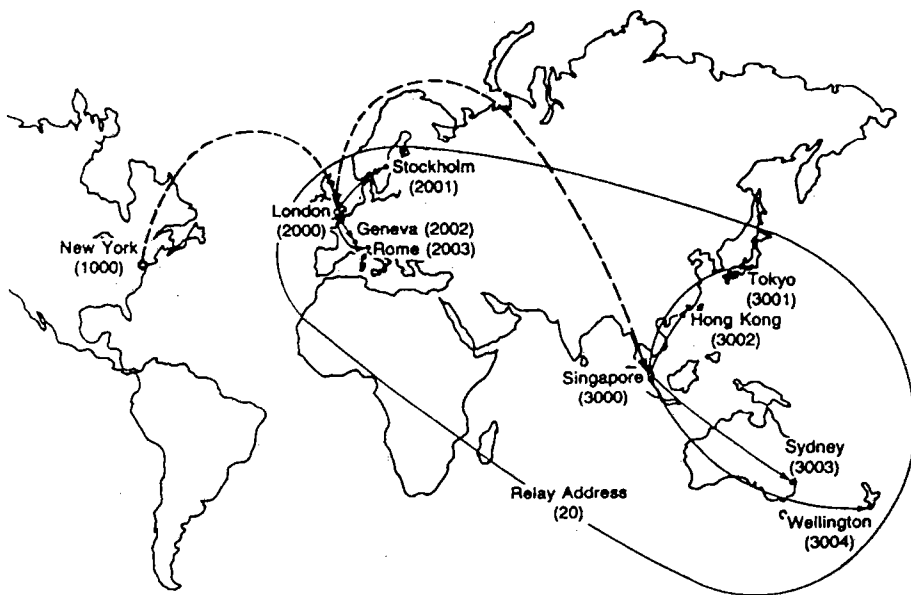 Stockholm
(2001)
London
(2000)
Geneva (2002)
Rome (2003)
New York
(1000)
Tokyo
(3001)
Hong Kong
(3002)
Singapore
(3000)
Sydney
(3003)
Relay Address
(20)
Wellington
(3004)